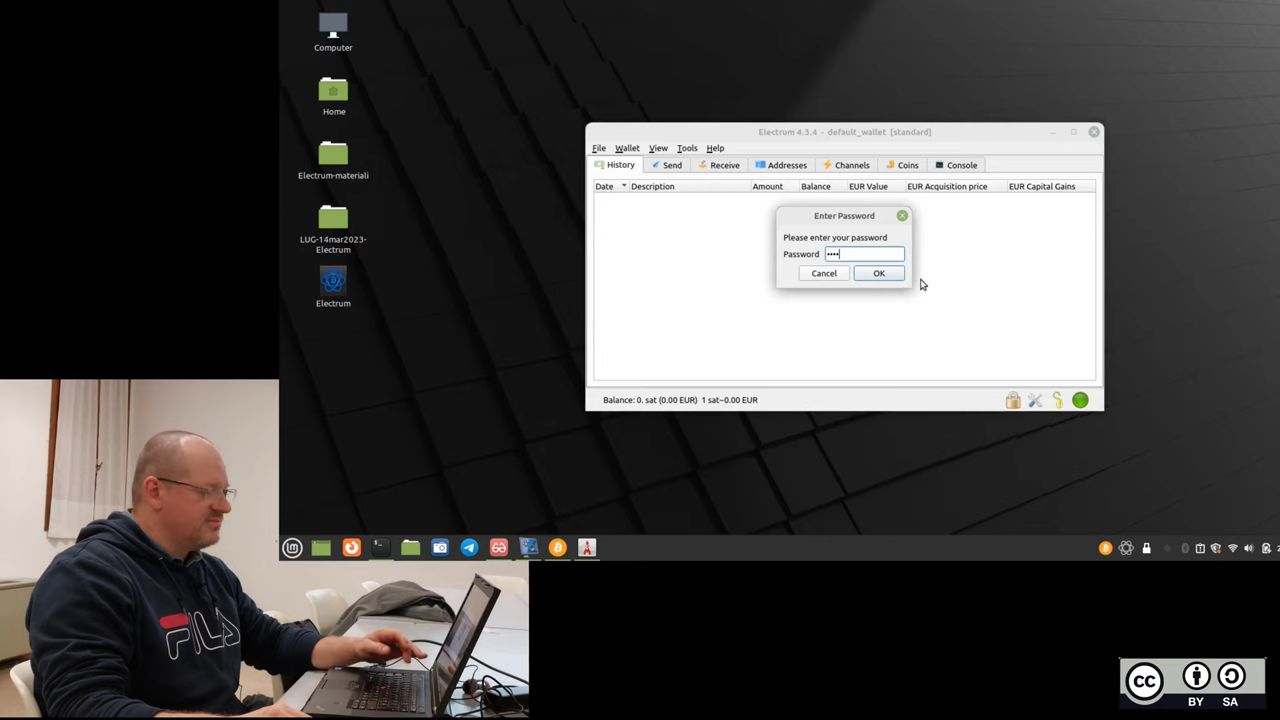 Computer
Home
Electrum-materiali
LUG-14mar2023-
Electrum
Electrum
Electrum 4.3.4 - default_wallet [standard]
File Wallet View Tools Help
History Send Receive Addresses Channels Coins Console
Date Description Amount Balance EUR Value EUR Acquisition price EUR Capital Gains
Enter Password
Please enter your password
Password ••••
Cancel OK
Balance: 0. sat (0.00 EUR) 1 sat~0.00 EUR
FILA
cc
BY SA